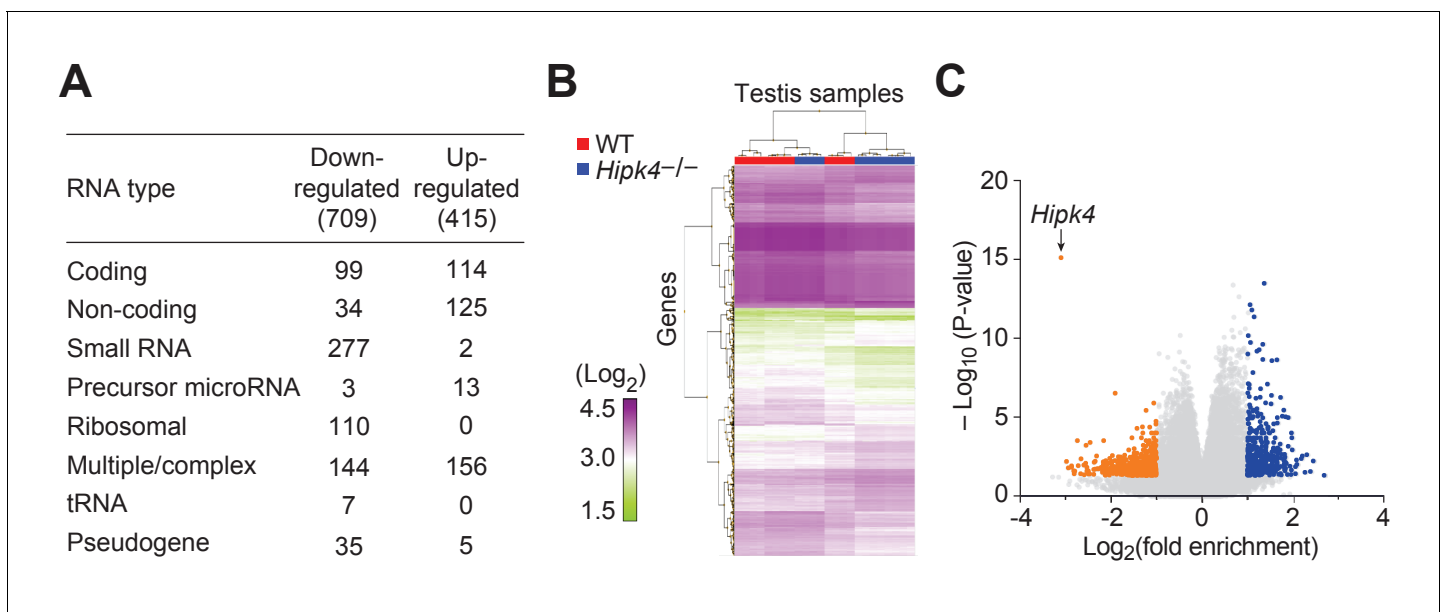 A
RNA type
Down-
regulated
(709)
Up-
regulated
(415)
Coding 99 114
Non-coding 34 125
Small RNA 277 2
Precursor microRNA 3 13
Ribosomal 110 0
Multiple/complex 144 156
tRNA 7 0
Pseudogene 35 5
B
Testis samples
WT
Hipk4−/−
Genes
(Log2)
4.5
3.0
1.5
C
20
15
10
5
0
− Log10 (P-value)
Hipk4
-4 -2 0 2 4
Log2(fold enrichment)